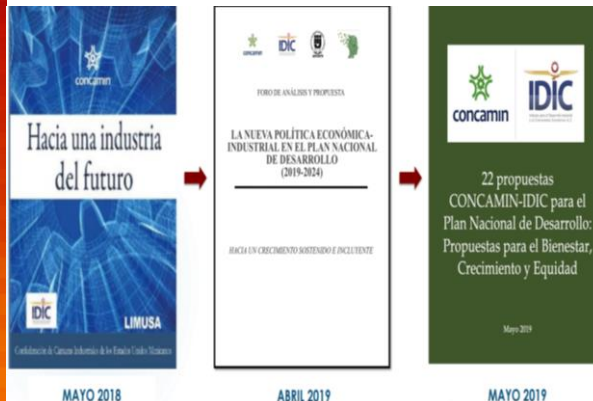 concamin
Hacia una industria
del futuro
IDIC
LIMUSA
Confederación de Cámaras Industriales de los Estados Unidos Mexicanos
MAYO 2018
IDIC
FORO DE ANÁLISIS Y PROPUESTA
LA NUEVA POLÍTICA ECONÓMICA-
INDUSTRIAL EN EL PLAN NACIONAL
DE DESARROLLO
(2019-2024)
HACIA UN CRECIMIENTO SOSTENIDO E INCLUYENTE
ABRIL 2019
concamin
IDIC
22 propuestas
CONCAMIN-IDIC para el
Plan Nacional de Desarrollo:
Propuestas para el Bienestar,
Crecimiento y Equidad
Mayo 2019
MAYO 2019